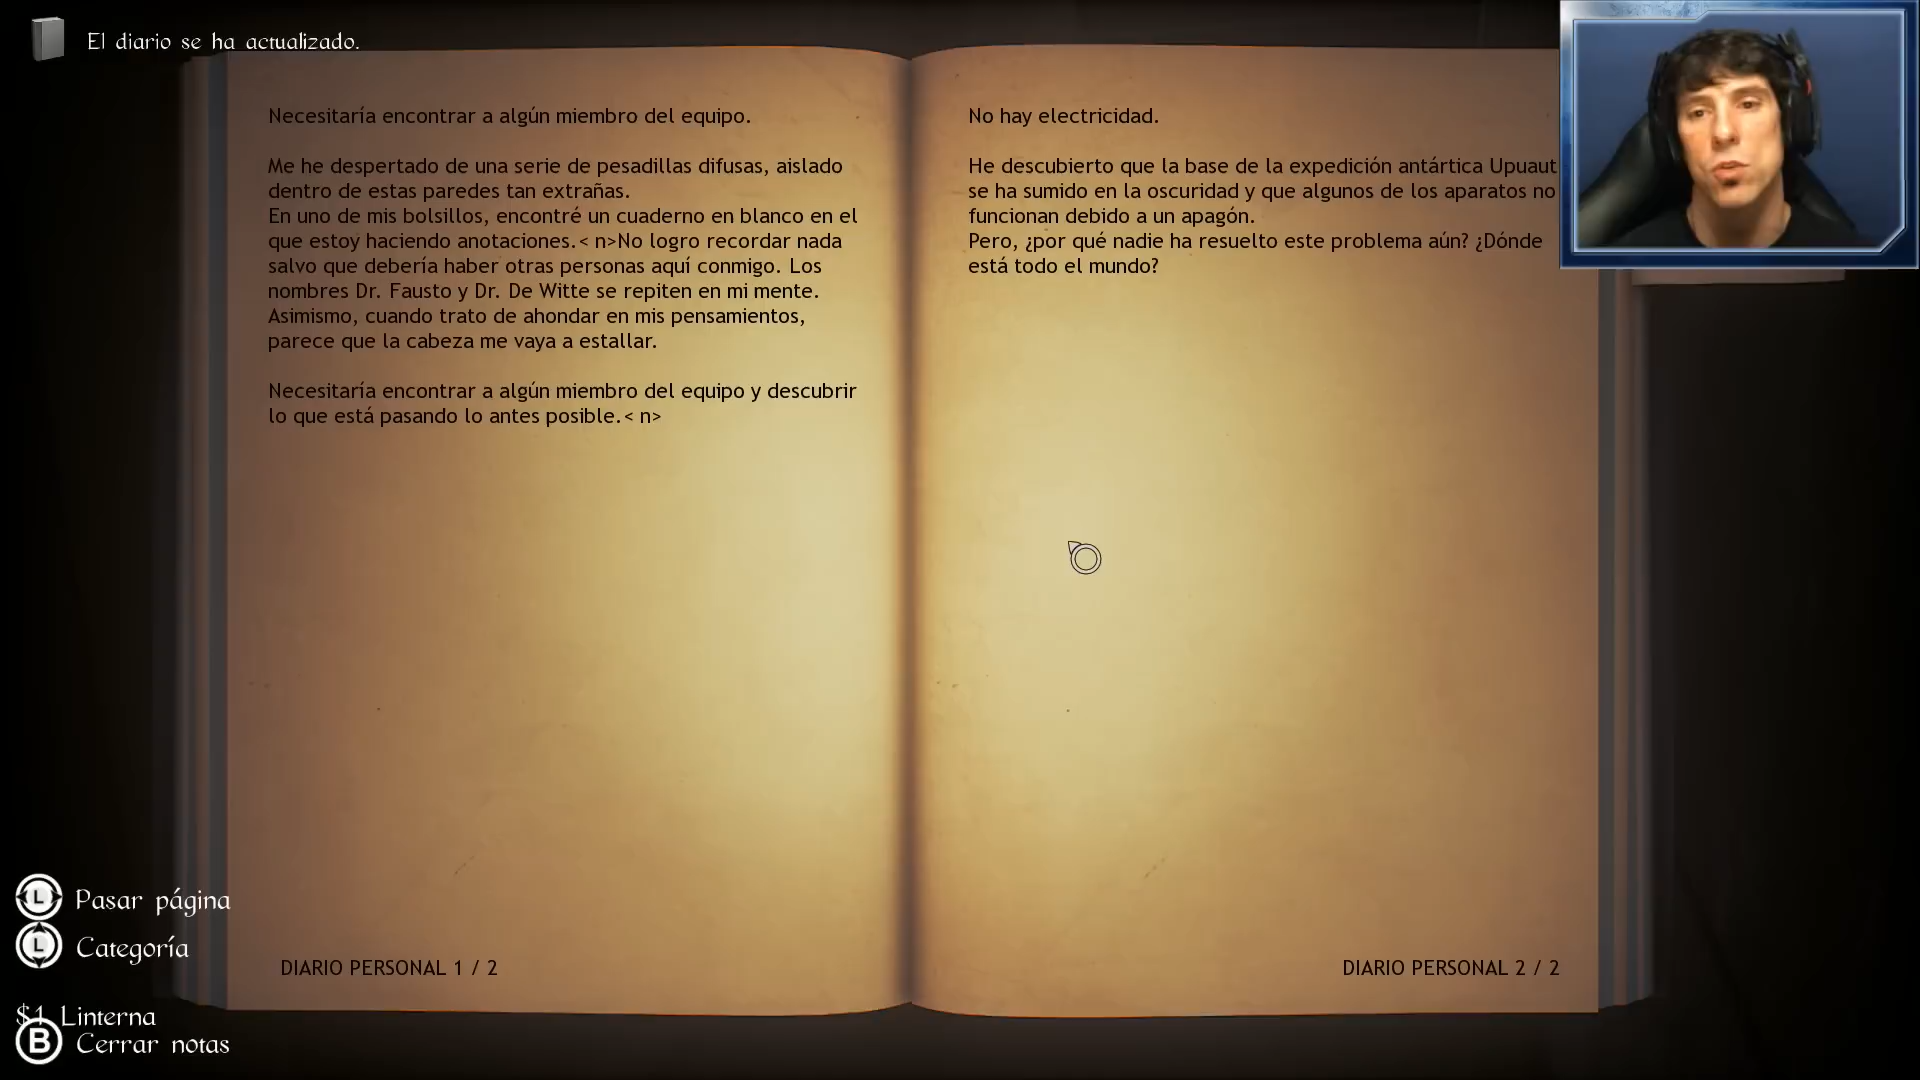 El diario se ha actualizado.
Necesitaría encontrar a algún miembro del equipo.
Me he despertado de una serie de pesadillas difusas, aislado
dentro de estas paredes tan extrañas.
En uno de mis bolsillos, encontré un cuaderno en blanco en el
que estoy haciendo anotaciones.< n>No logro recordar nada
salvo que debería haber otras personas aquí conmigo. Los
nombres Dr. Fausto y Dr. De Witte se repiten en mi mente.
Asimismo, cuando trato de ahondar en mis pensamientos,
parece que la cabeza me vaya a estallar.
Necesitaría encontrar a algún miembro del equipo y descubrir
lo que está pasando lo antes posible.< n>
DIARIO PERSONAL 1 / 2
No hay electricidad.
He descubierto que la base de la expedición antártica Upuaut
se ha sumido en la oscuridad y que algunos de los aparatos no
funcionan debido a un apagón.
Pero, ¿por qué nadie ha resuelto este problema aún? ¿Dónde
está todo el mundo?
DIARIO PERSONAL 2 / 2
L Pasar página
L Categoría
$1 Linterna
B Cerrar notas